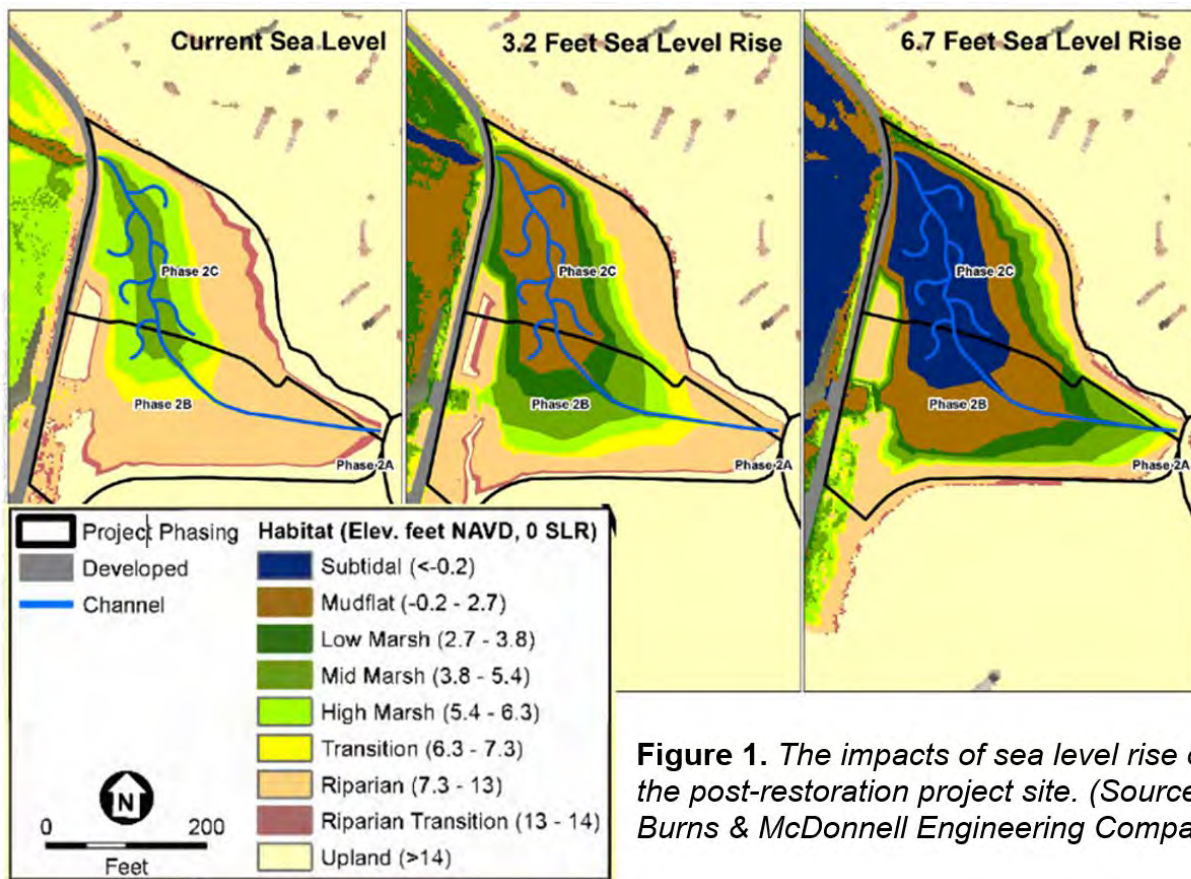 Current Sea Level
3.2 Feet Sea Level Rise
6.7 Feet Sea Level Rise
Phase 2C
Phase 2B
Phase 2A
Phase 2C
Phase 2B
Phase 2A
Phase 2C
Phase 2B
Phase 2A
Project Phasing
Developed
Channel
N
0 200
Feet
Habitat (Elev. feet NAVD, 0 SLR)
Subtidal (<-0.2)
Mudflat (-0.2 - 2.7)
Low Marsh (2.7 - 3.8)
Mid Marsh (3.8 - 5.4)
High Marsh (5.4 - 6.3)
Transition (6.3 - 7.3)
Riparian (7.3 - 13)
Riparian Transition (13 - 14)
Upland (>14)
Figure 1. The impacts of sea level rise
the post-restoration project site. (Source
Burns & McDonnell Engineering Compa